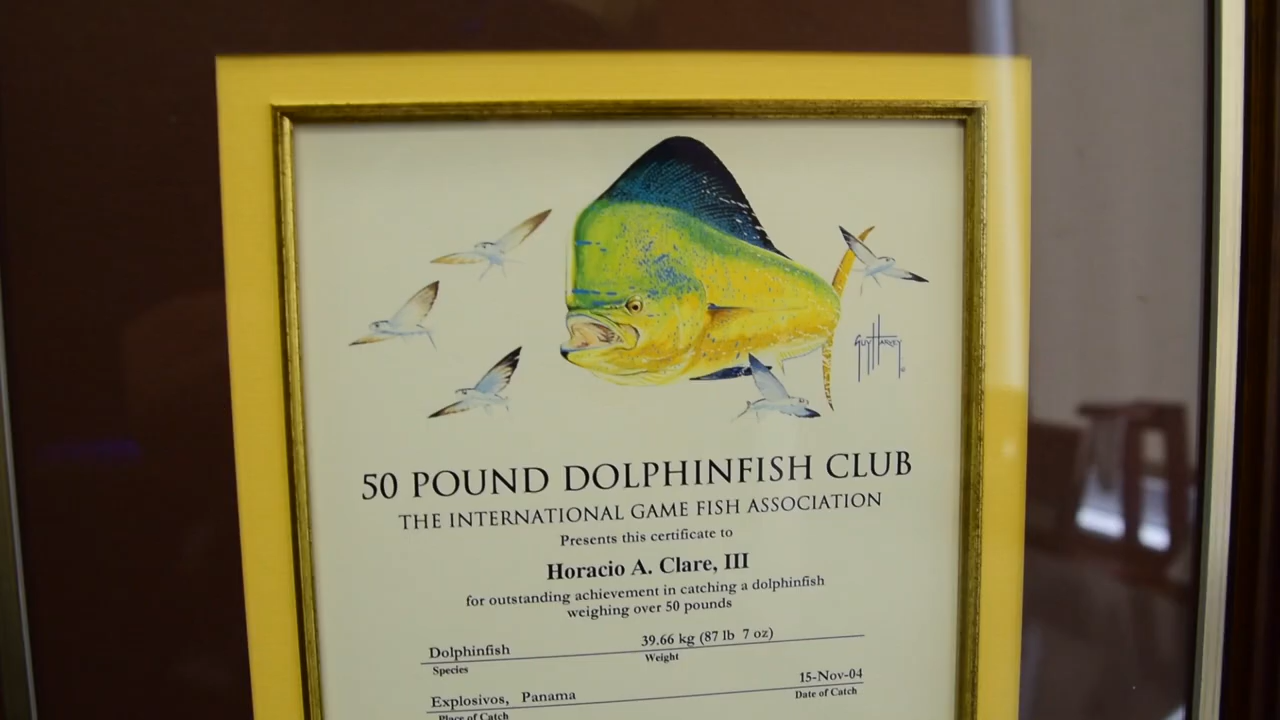 GUY HARVEY
50 POUND DOLPHINFISH CLUB
THE INTERNATIONAL GAME FISH ASSOCIATION
Presents this certificate to
Horacio A. Clare, III
for outstanding achievement in catching a dolphinfish
weighing over 50 pounds
Dolphinfish 39.66 kg (87 lb 7 oz)
Species Weight
Explosivos, Panama 15-Nov-04
Place of Catch Date of Catch